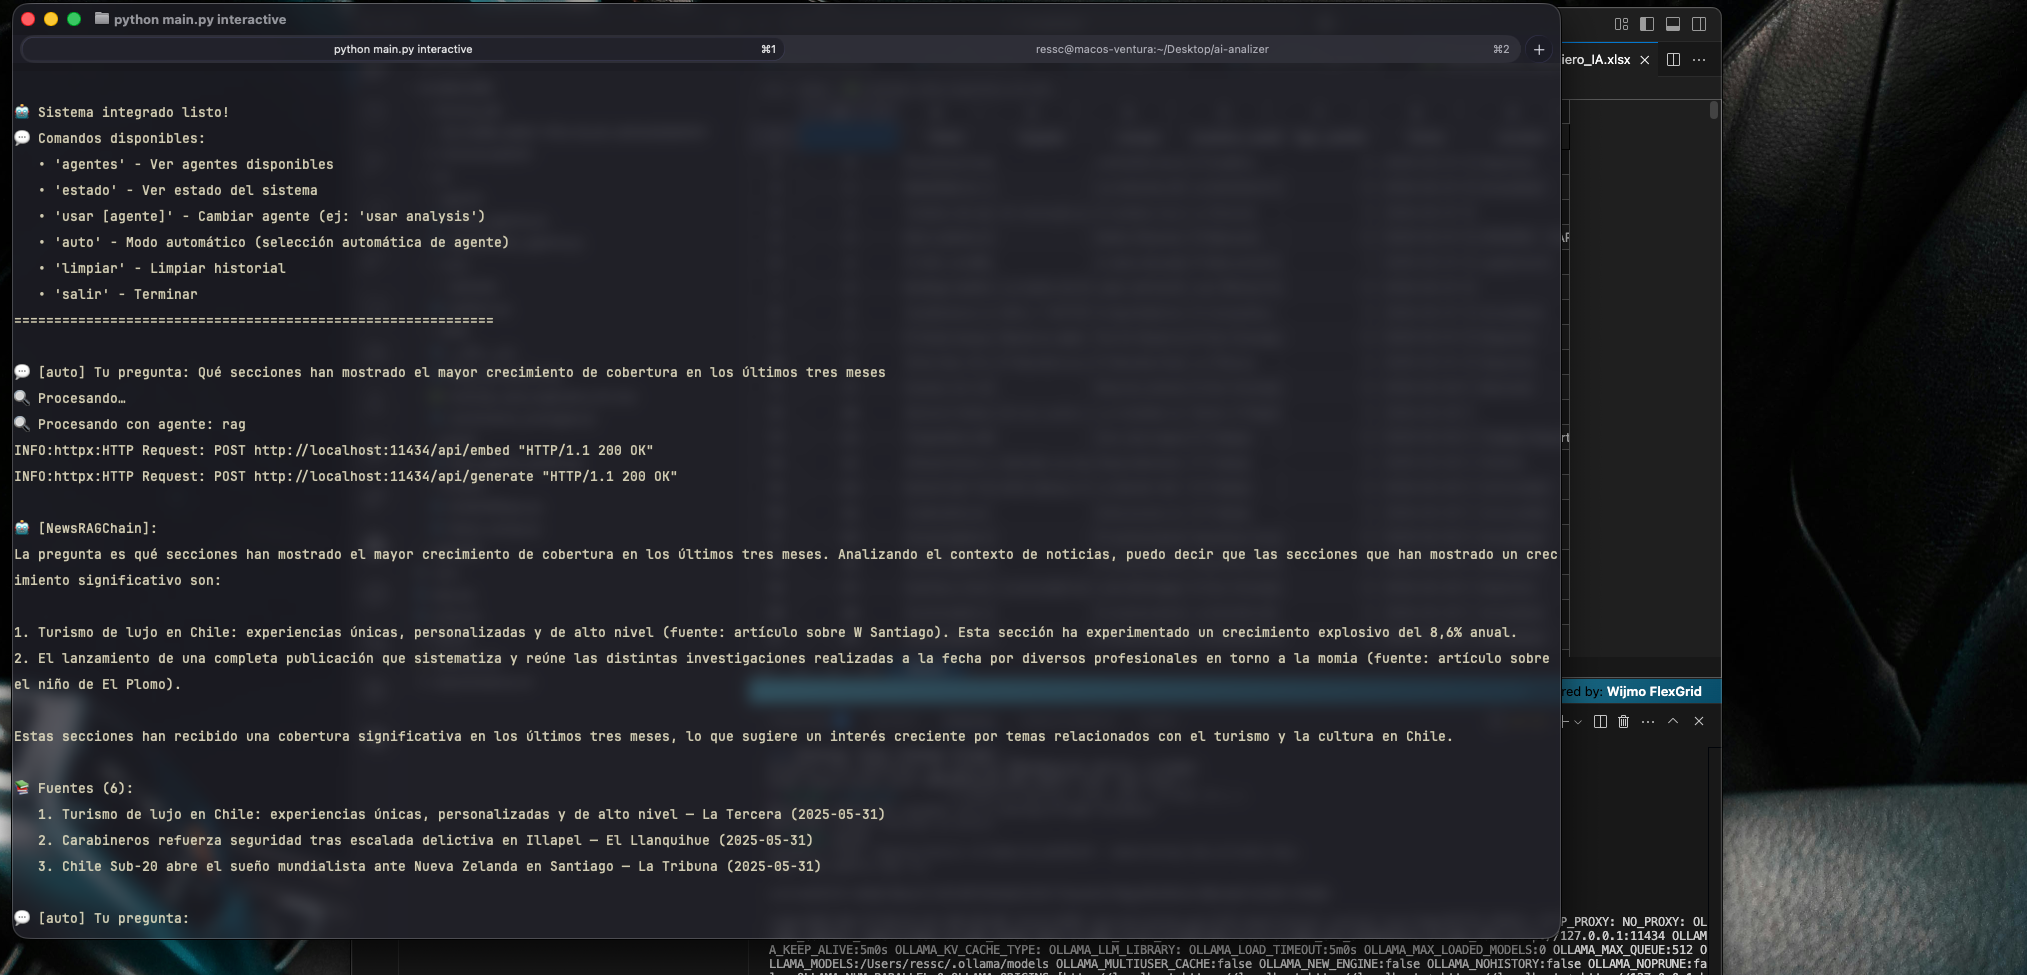 python main.py interactive
python main.py interactive ⌘1
ressc@macos-ventura:~/Desktop/ai-analizer ⌘2 +
iero_IA.xlsx
🤖 Sistema integrado listo!
💬 Comandos disponibles:
• 'agentes' - Ver agentes disponibles
• 'estado' - Ver estado del sistema
• 'usar [agente]' - Cambiar agente (ej: 'usar analysis')
• 'auto' - Modo automático (selección automática de agente)
• 'limpiar' - Limpiar historial
• 'salir' - Terminar
============================================================
💬 [auto] Tu pregunta: Qué secciones han mostrado el mayor crecimiento de cobertura en los últimos tres meses
🔍 Procesando…
🔍 Procesando con agente: rag
INFO:httpx:HTTP Request: POST http://localhost:11434/api/embed "HTTP/1.1 200 OK"
INFO:httpx:HTTP Request: POST http://localhost:11434/api/generate "HTTP/1.1 200 OK"
🤖 [NewsRAGChain]:
La pregunta es qué secciones han mostrado el mayor crecimiento de cobertura en los últimos tres meses. Analizando el contexto de noticias, puedo decir que las secciones que han mostrado un crec
imiento significativo son:
1. Turismo de lujo en Chile: experiencias únicas, personalizadas y de alto nivel (fuente: artículo sobre W Santiago). Esta sección ha experimentado un crecimiento explosivo del 8,6% anual.
2. El lanzamiento de una completa publicación que sistematiza y reúne las distintas investigaciones realizadas a la fecha por diversos profesionales en torno a la momia (fuente: artículo sobre
el niño de El Plomo).
Estas secciones han recibido una cobertura significativa en los últimos tres meses, lo que sugiere un interés creciente por temas relacionados con el turismo y la cultura en Chile.
📚 Fuentes (6):
1. Turismo de lujo en Chile: experiencias únicas, personalizadas y de alto nivel — La Tercera (2025-05-31)
2. Carabineros refuerza seguridad tras escalada delictiva en Illapel — El Llanquihue (2025-05-31)
3. Chile Sub-20 abre el sueño mundialista ante Nueva Zelanda en Santiago — La Tribuna (2025-05-31)
💬 [auto] Tu pregunta:
red by: Wijmo FlexGrid
P_PROXY: NO_PROXY: OL
127.0.0.1:11434 OLLAM
A_KEEP_ALIVE:5m0s OLLAMA_KV_CACHE_TYPE: OLLAMA_LLM_LIBRARY: OLLAMA_LOAD_TIMEOUT:5m0s OLLAMA_MAX_LOADED_MODELS:0 OLLAMA_MAX_QUEUE:512 O
LLAMA_MODELS:/Users/ressc/.ollama/models OLLAMA_MULTIUSER_CACHE:false OLLAMA_NEW_ENGINE:false OLLAMA_NOHISTORY:false OLLAMA_NOPRUNE:fa